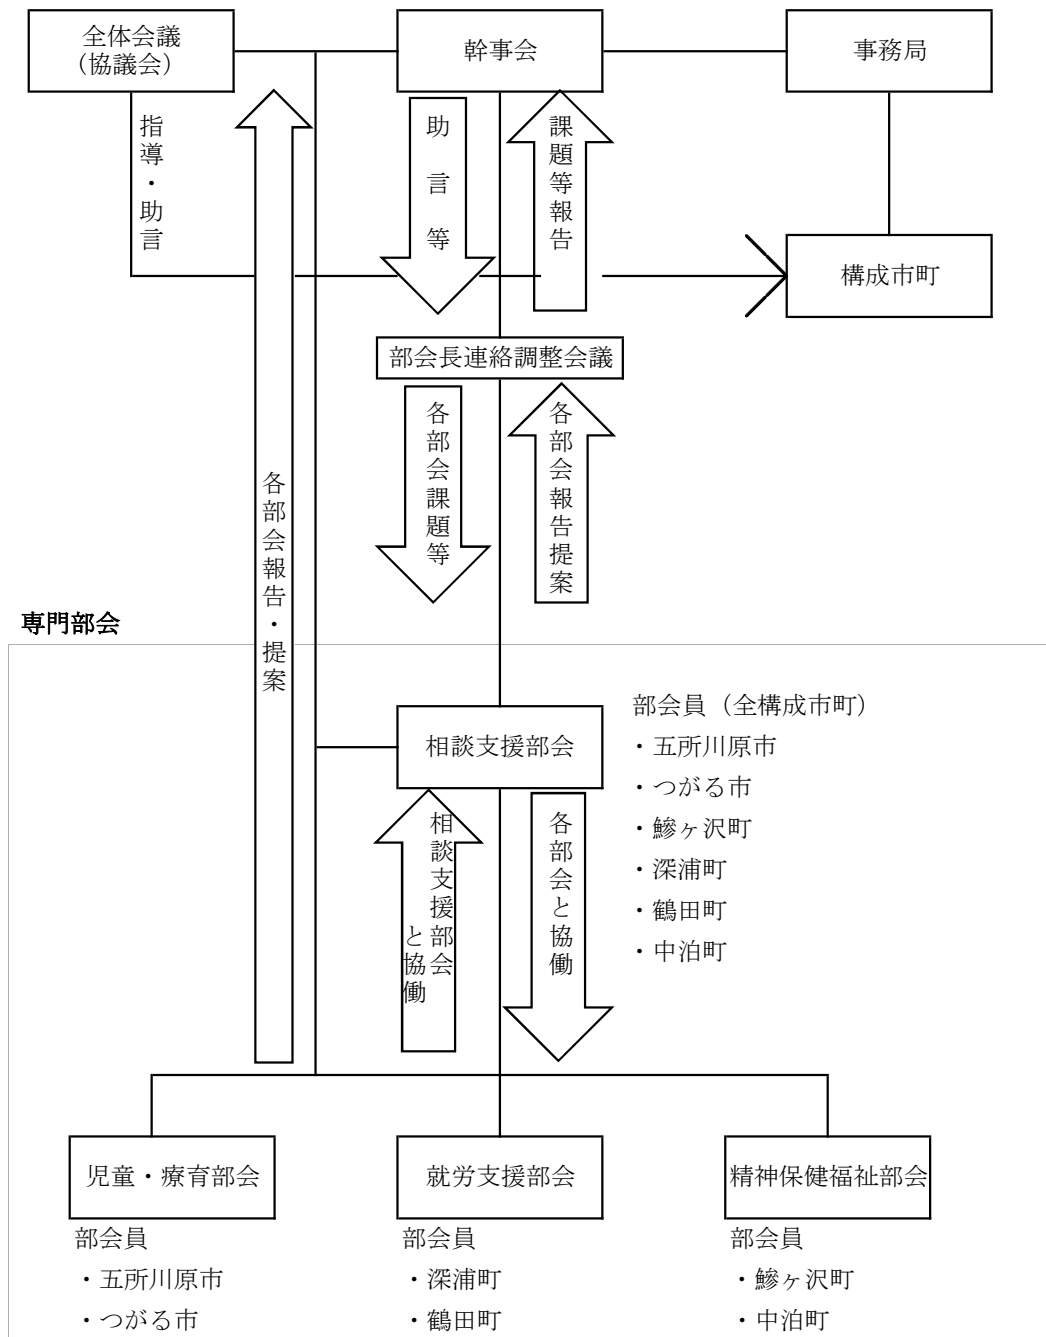 全体会議
（協議会）
幹事会
事務局
指導・助言
助言等
課題等報告
構成市町
部会長連絡調整会議
各部会課題等
各部会報告提案
各部会報告・提案
専門部会
相談支援部会
部会員（全構成市町）
・五所川原市
・つがる市
・鰺ヶ沢町
・深浦町
・鶴田町
・中泊町
相談支援部会
と協働
各部会と協働
児童・療育部会
部会員
・五所川原市
・つがる市
就労支援部会
部会員
・深浦町
・鶴田町
精神保健福祉部会
部会員
・鰺ヶ沢町
・中泊町